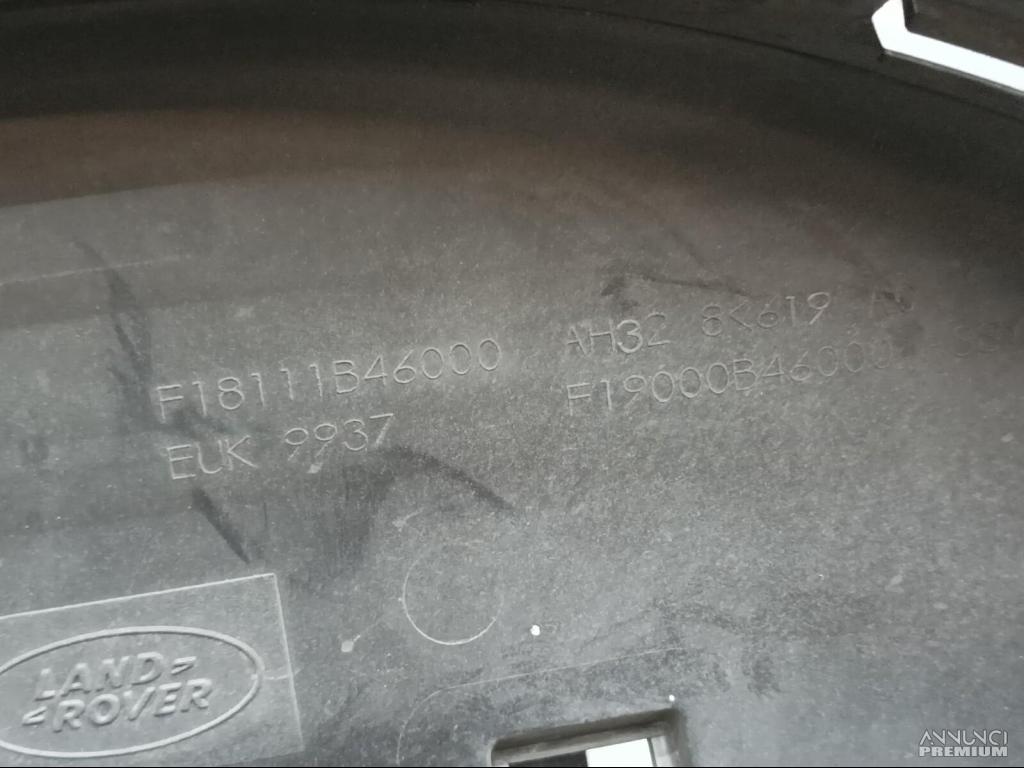 AH32 8K619
F18111B46000 F19000B46000
EUK 9937
LAND
ROVER
ANNUNCI
PREMIUM